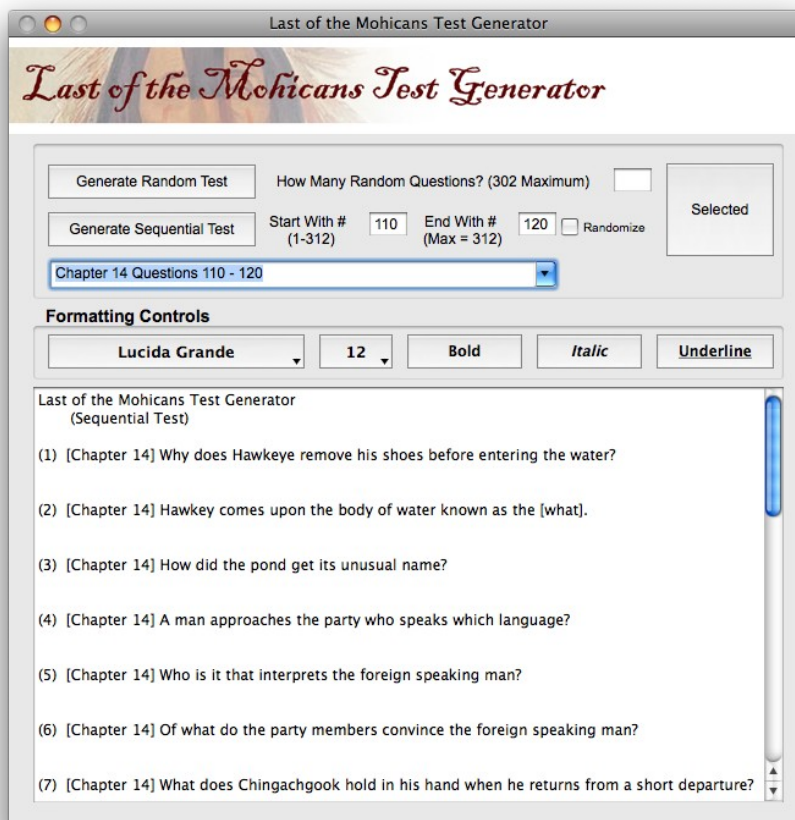 Last of the Mohicans Test Generator
Last of the Mohicans Test Generator
Generate Random Test
How Many Random Questions? (302 Maximum)
Selected
Generate Sequential Test
Start With #
(1-312)
110
End With #
(Max = 312)
120
Randomize
Chapter 14 Questions 110 - 120
Formatting Controls
Lucida Grande
12
Bold
Italic
Underline
Last of the Mohicans Test Generator
(Sequential Test)
(1) [Chapter 14] Why does Hawkeye remove his shoes before entering the water?
(2) [Chapter 14] Hawkey comes upon the body of water known as the [what].
(3) [Chapter 14] How did the pond get its unusual name?
(4) [Chapter 14] A man approaches the party who speaks which language?
(5) [Chapter 14] Who is it that interprets the foreign speaking man?
(6) [Chapter 14] Of what do the party members convince the foreign speaking man?
(7) [Chapter 14] What does Chingachgook hold in his hand when he returns from a short departure?